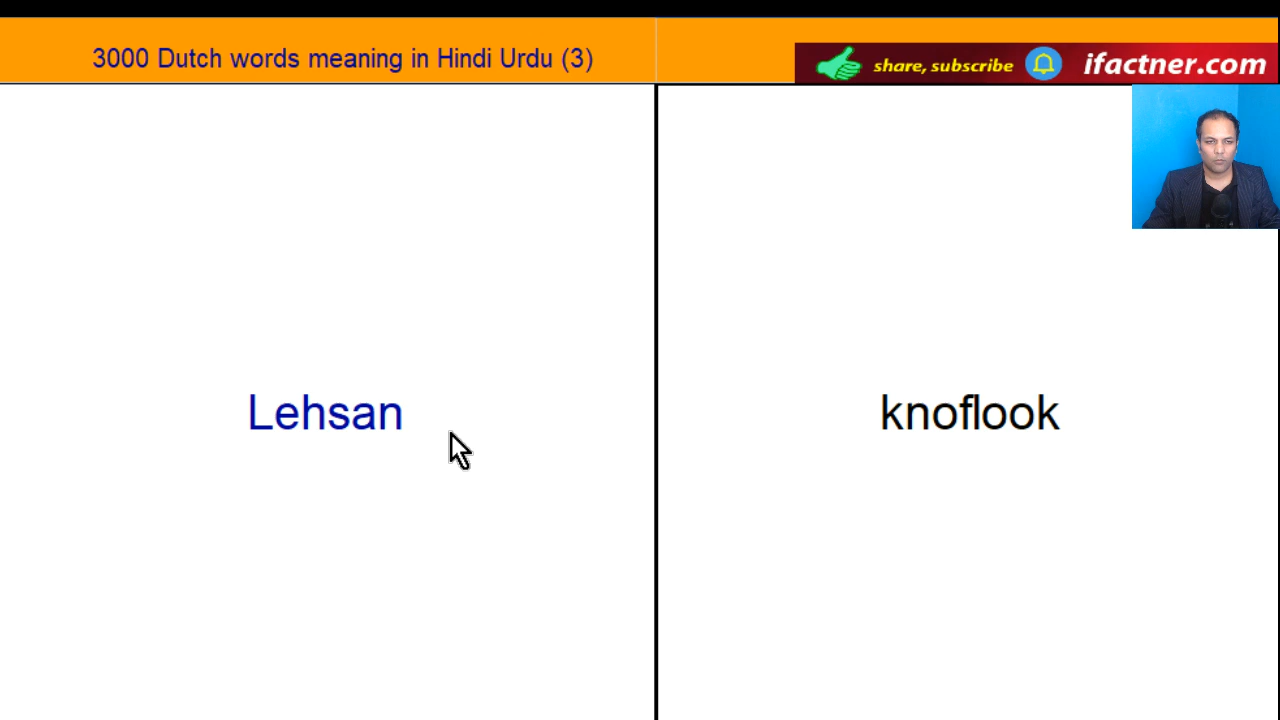 3000 Dutch words meaning in Hindi Urdu (3)
share, subscribe
ifactner.com
Lehsan
knoflook